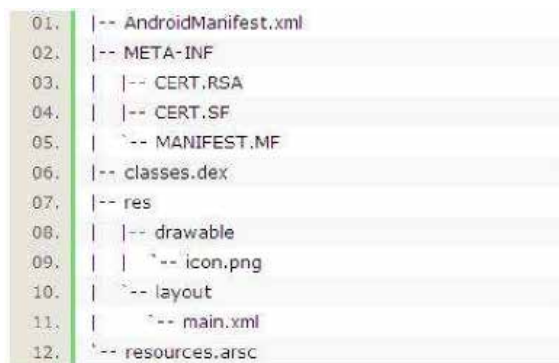 01. |-- AndroidManifest.xml
02. |-- META-INF
03. |   |-- CERT.RSA
04. |   |-- CERT.SF
05. |   `-- MANIFEST.MF
06. |-- classes.dex
07. |-- res
08. |   |-- drawable
09. |   |   `-- icon.png
10. |   `-- layout
11. |       `-- main.xml
12. `-- resources.arsc